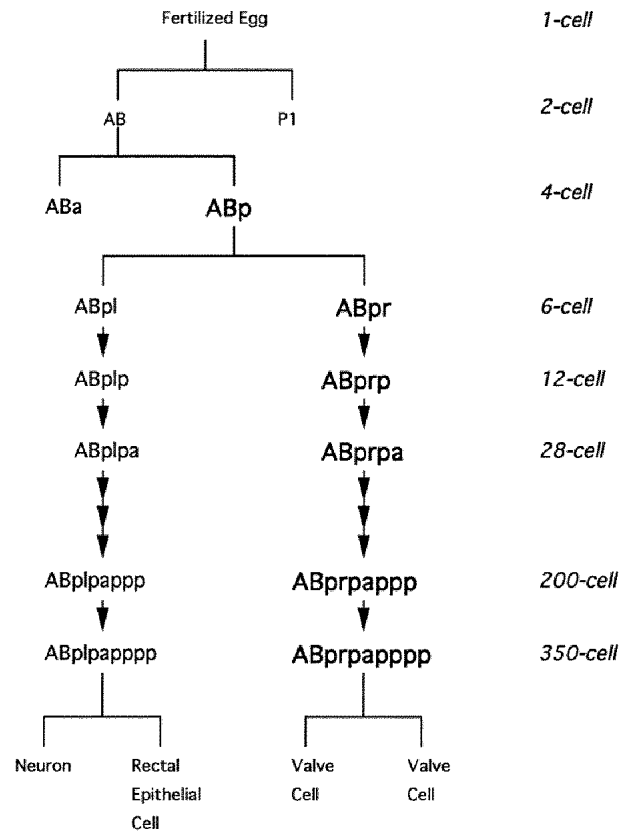 Fertilized Egg 1-cell
AB P1 2-cell
ABa ABp 4-cell
ABpl ABpr 6-cell
ABplp ABprp 12-cell
ABplpa ABprpa 28-cell
ABplpappp ABprpappp 200-cell
ABplpapppp ABprpapppp 350-cell
Neuron Rectal Valve Valve
Epithelial Cell Cell
Cell